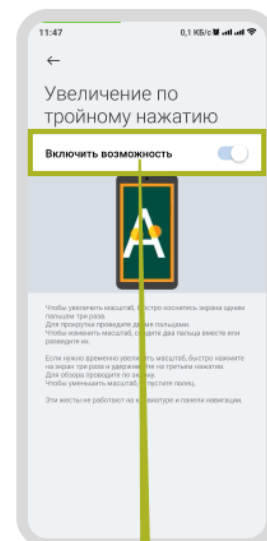 11:47 0,1 КБ/с
Увеличение по
тройному нажатию
Включить возможность
A
Чтобы увеличить масштаб, быстро коснитесь экрана одним
пальцем три раза.
Для прокрутки проведите двумя пальцами.
Чтобы изменить масштаб, сведите два пальца вместе или
разведите их.
Если нужно временно увеличить масштаб, быстро нажмите
на экран три раза и удерживайте на третьем нажатии.
Для обзора проводите по экрану.
Чтобы уменьшить масштаб, отпустите палец.
Эти жесты не работают на клавиатуре и панели навигации.